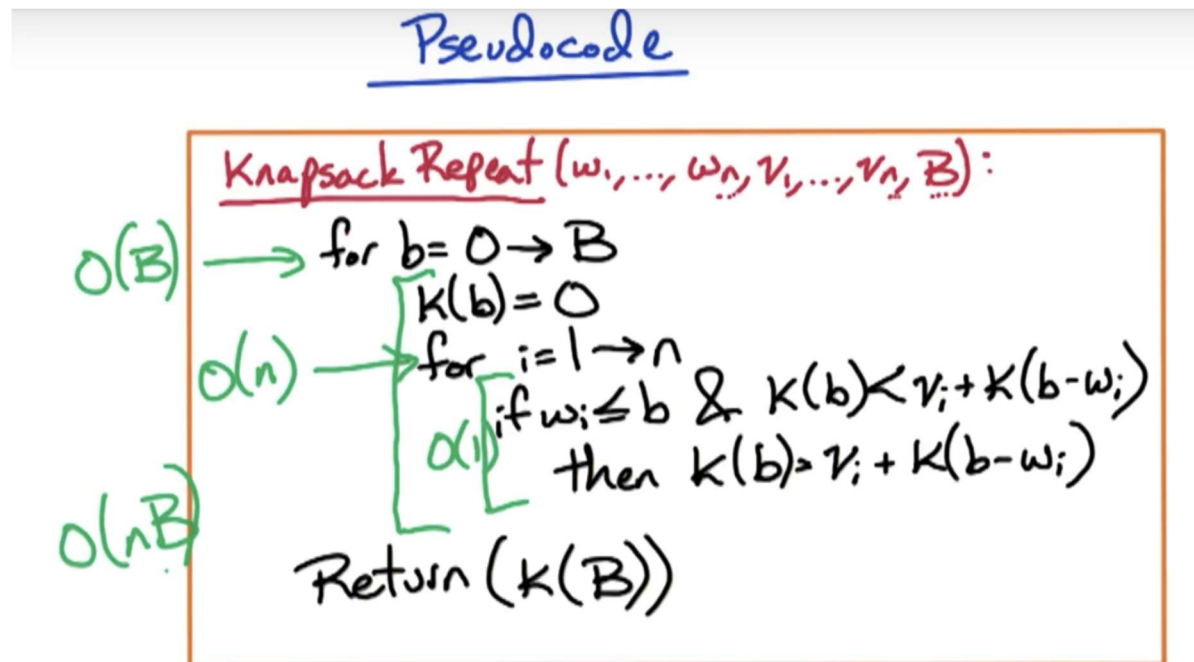 Pseudocode
Knapsack Repeat (w₁,..., wₙ, v₁,..., vₙ, B):
O(B) → for b = 0 → B
K(b) = 0
O(n) → for i = 1 → n
if wᵢ ≤ b & K(b) < vᵢ + K(b-wᵢ)
O(1)
then K(b) = vᵢ + K(b-wᵢ)
O(nB)
Return (K(B))